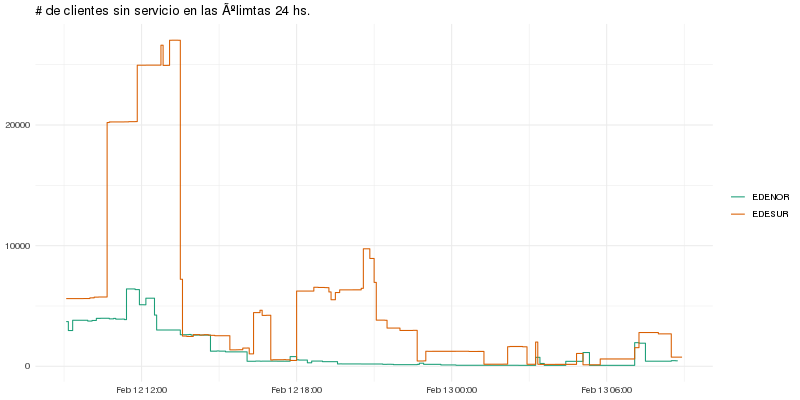 # de clientes sin servicio en las Ãºlimtas 24 hs.
20000
10000
0
Feb 12 12:00
Feb 12 18:00
Feb 13 00:00
Feb 13 06:00
EDENOR
EDESUR